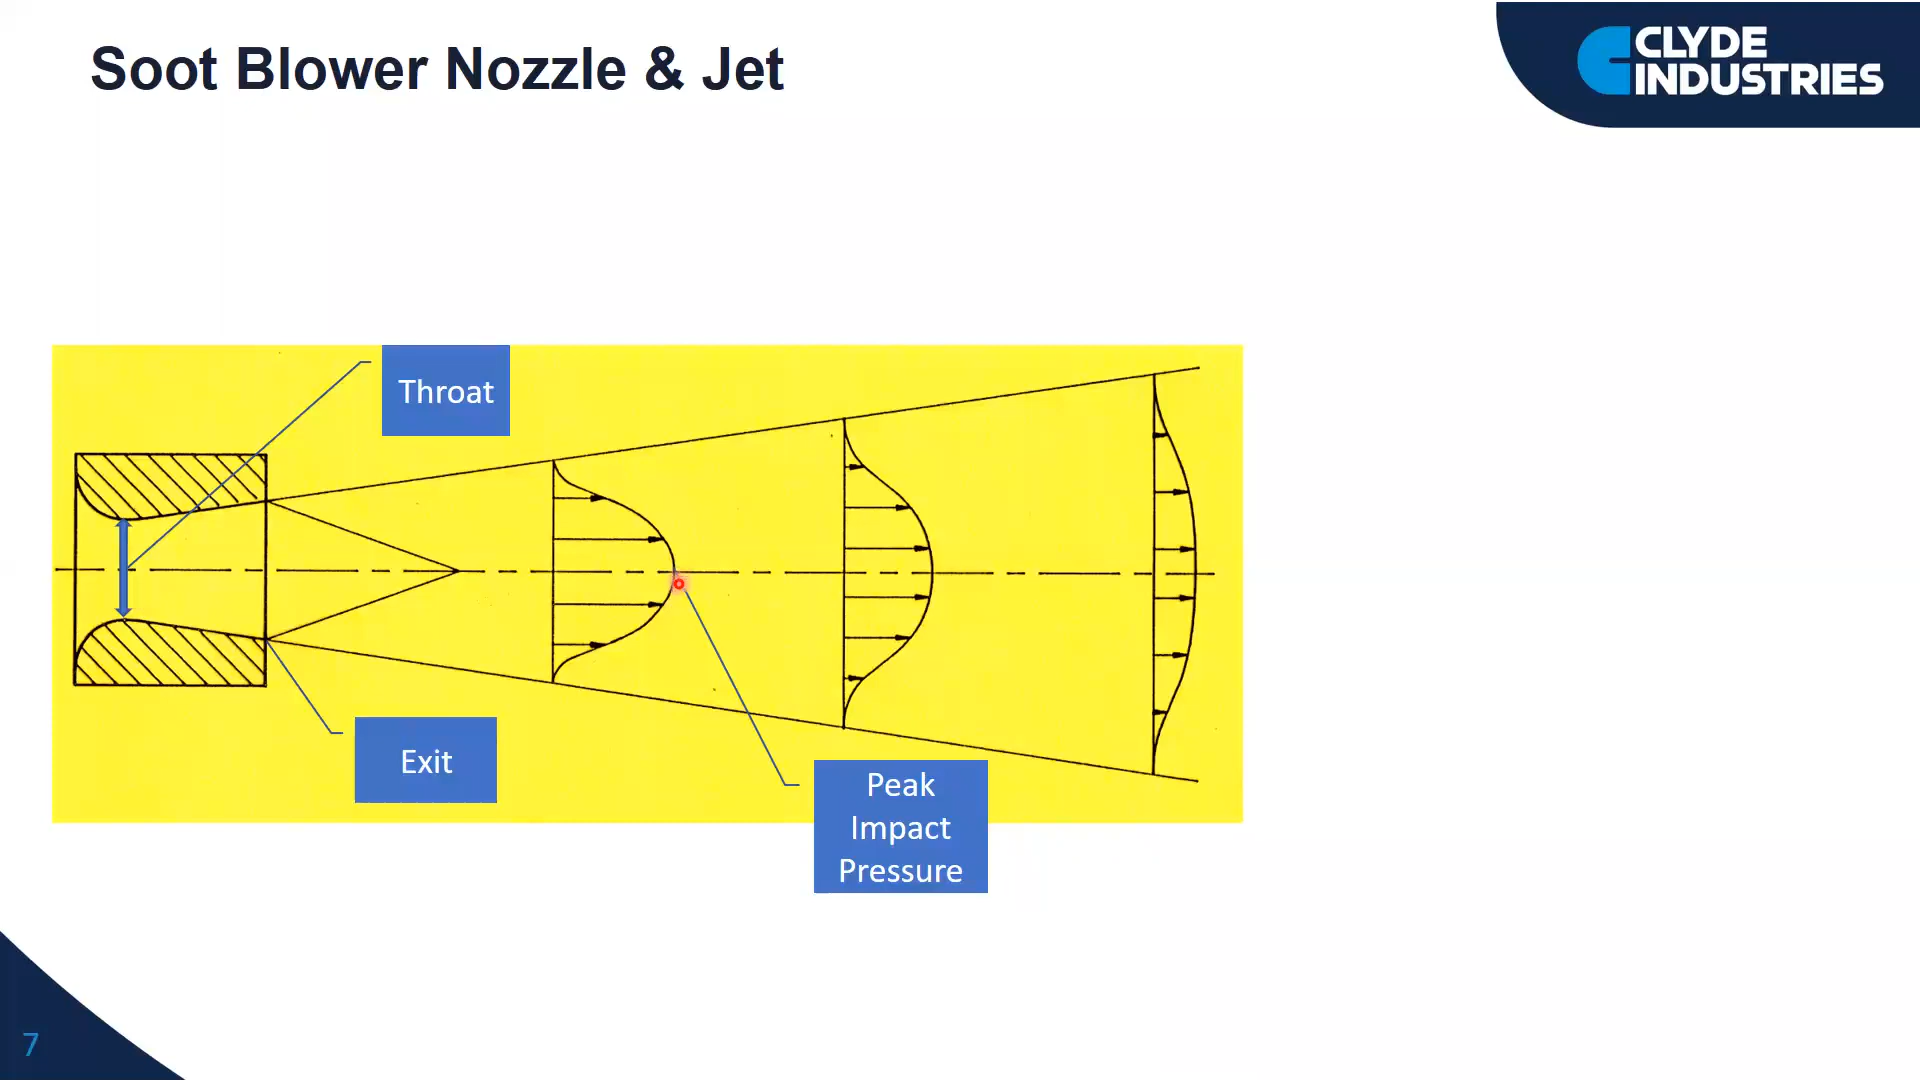 Soot Blower Nozzle & Jet
CLYDE
INDUSTRIES
Throat
Exit
Peak
Impact
Pressure
7